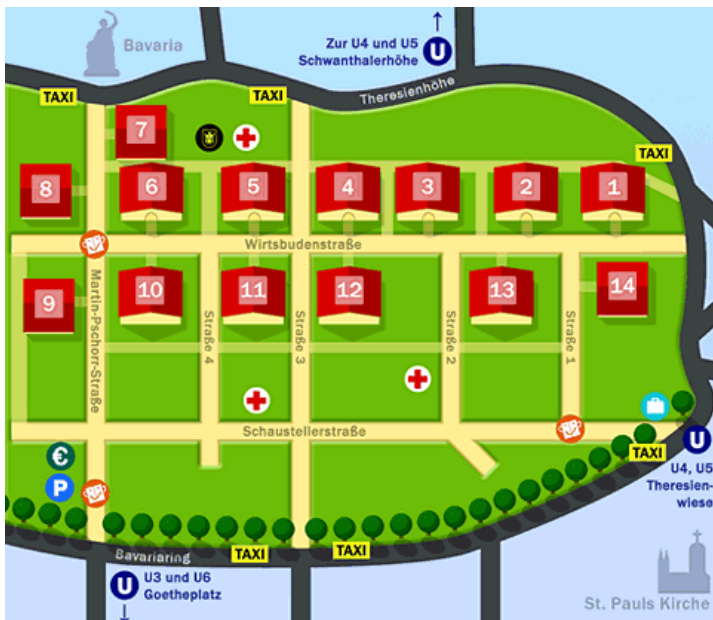 Bavaria
Zur U4 und U5
Schwanthalerhöhe
U
Theresienhöhe
TAXI
TAXI
TAXI
7
8
6
5
4
3
2
1
Wirtsbudenstraße
9
10
11
12
13
14
Martin-Pschorr-Straße
Straße 4
Straße 3
Straße 2
Straße 1
Schaustellerstraße
€
P
U
U4, U5
Theresien-
wiese
TAXI
TAXI
TAXI
Bavariaring
U
U3 und U6
Goetheplatz
St. Pauls Kirche